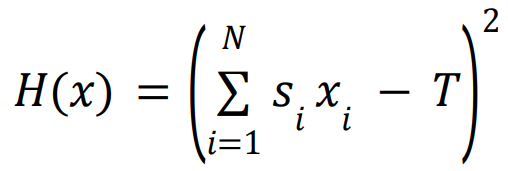 H(x) = (∑_{i=1}^{N} s_i x_i − T)^2